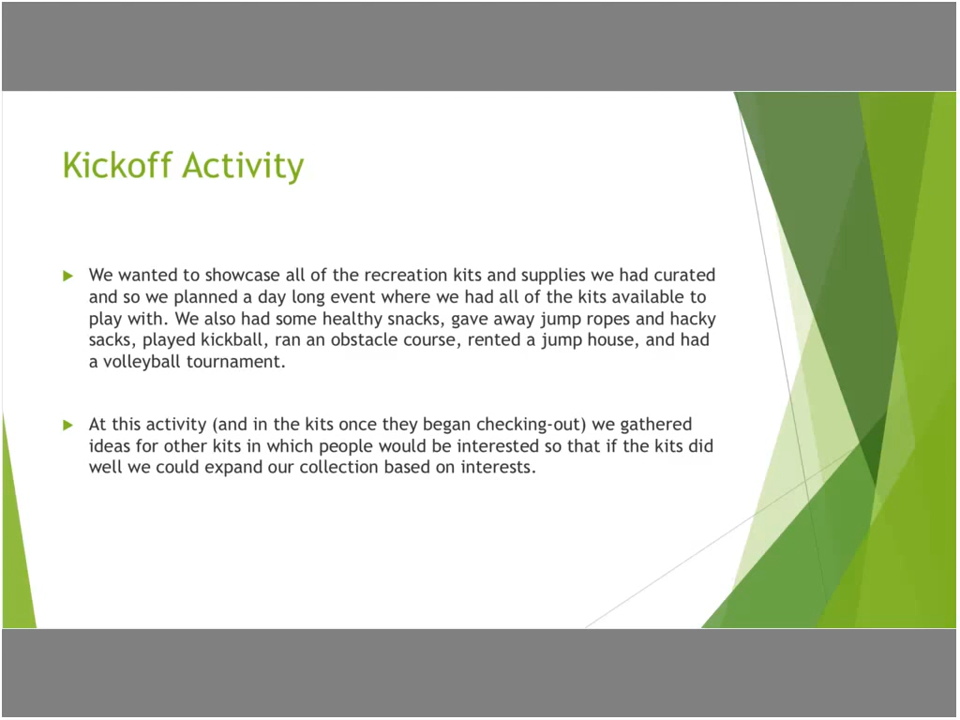 Kickoff Activity
We wanted to showcase all of the recreation kits and supplies we had curated
and so we planned a day long event where we had all of the kits available to
play with. We also had some healthy snacks, gave away jump ropes and hacky
sacks, played kickball, ran an obstacle course, rented a jump house, and had
a volleyball tournament.
At this activity (and in the kits once they began checking-out) we gathered
ideas for other kits in which people would be interested so that if the kits did
well we could expand our collection based on interests.